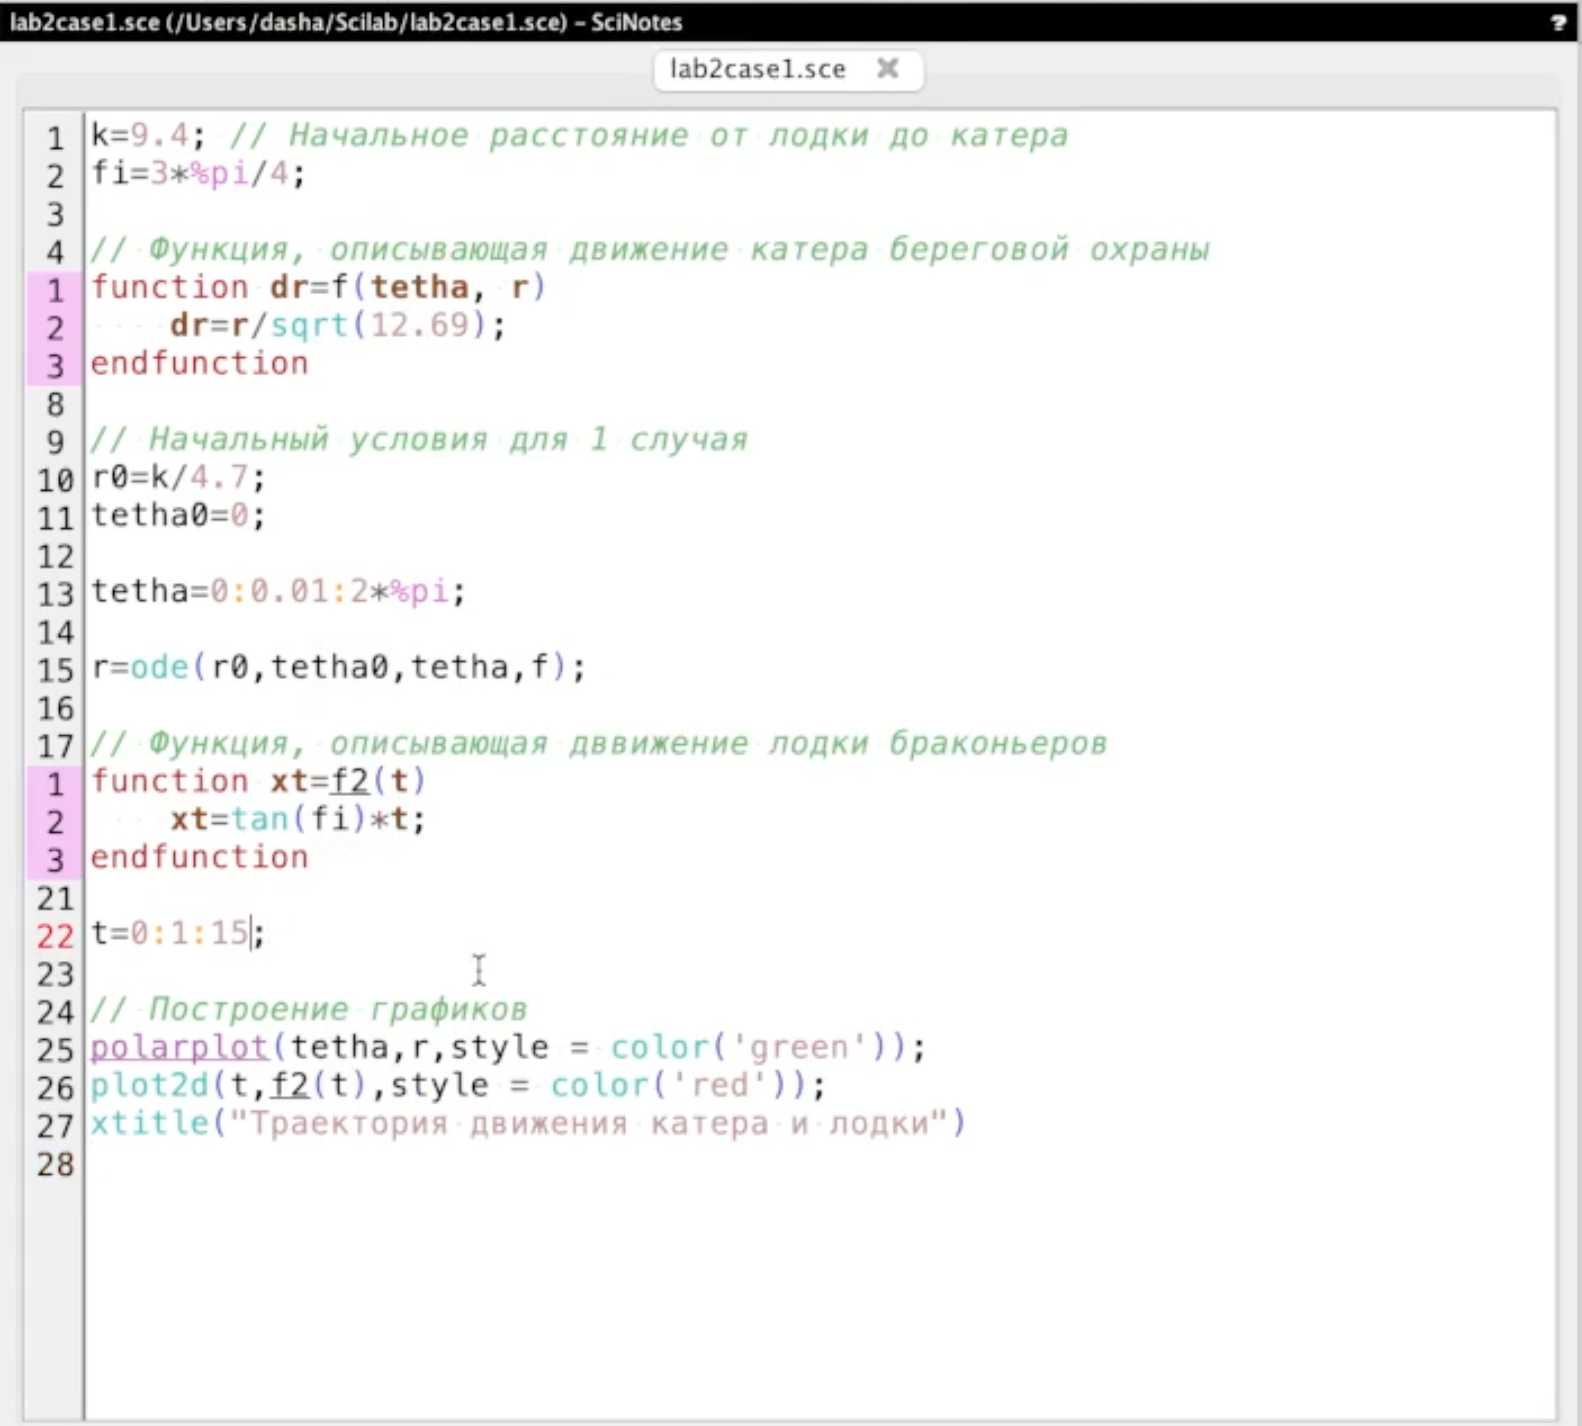 lab2case1.sce (/Users/dasha/Scilab/lab2case1.sce) - SciNotes ?
lab2case1.sce
1 k=9.4; // Начальное расстояние от лодки до катера
2 fi=3*%pi/4;
3
4 // Функция, описывающая движение катера береговой охраны
1 function dr=f(tetha, r)
2     dr=r/sqrt(12.69);
3 endfunction
8
9 // Начальный условия для 1 случая
10 r0=k/4.7;
11 tetha0=0;
12
13 tetha=0:0.01:2*%pi;
14
15 r=ode(r0,tetha0,tetha,f);
16
17 // Функция, описывающая дввижение лодки браконьеров
1 function xt=f2(t)
2     xt=tan(fi)*t;
3 endfunction
21
22 t=0:1:15;
23
24 // Построение графиков
25 polarplot(tetha,r,style = color('green'));
26 plot2d(t,f2(t),style = color('red'));
27 xtitle("Траектория движения катера и лодки")
28